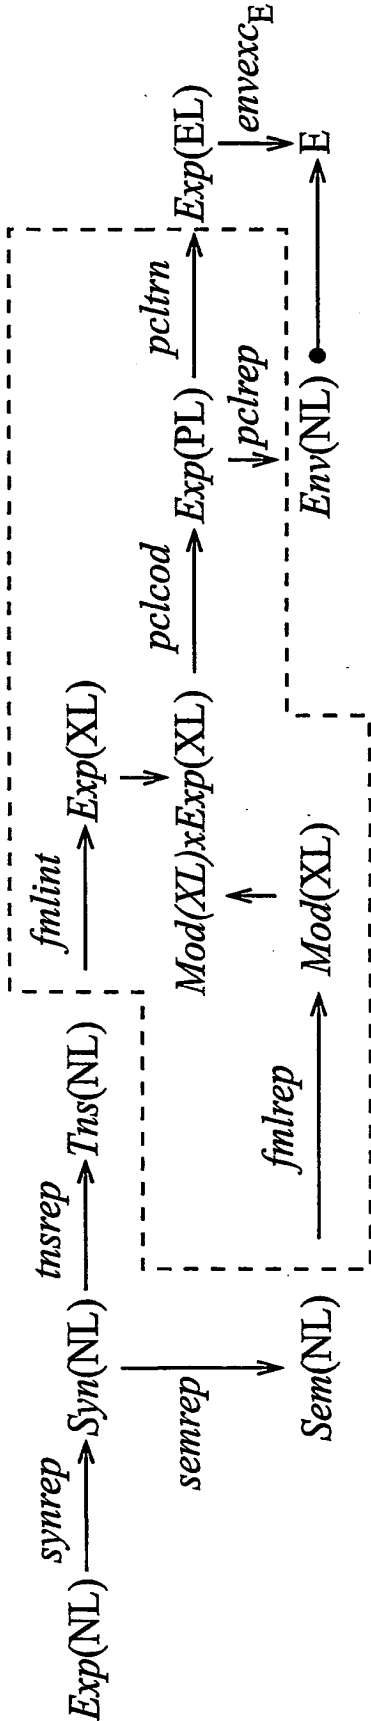 synrep
tnsrep
fmlint
Exp(NL)
Syn(NL)
Tns(NL)
Exp(XL)
semrep
pclcod
pcltrn
Mod(XL)xExp(XL)
Exp(PL)
Exp(EL)
fmlrep
pclrep
envexc_E
Sem(NL)
Mod(XL)
Env(NL)
E